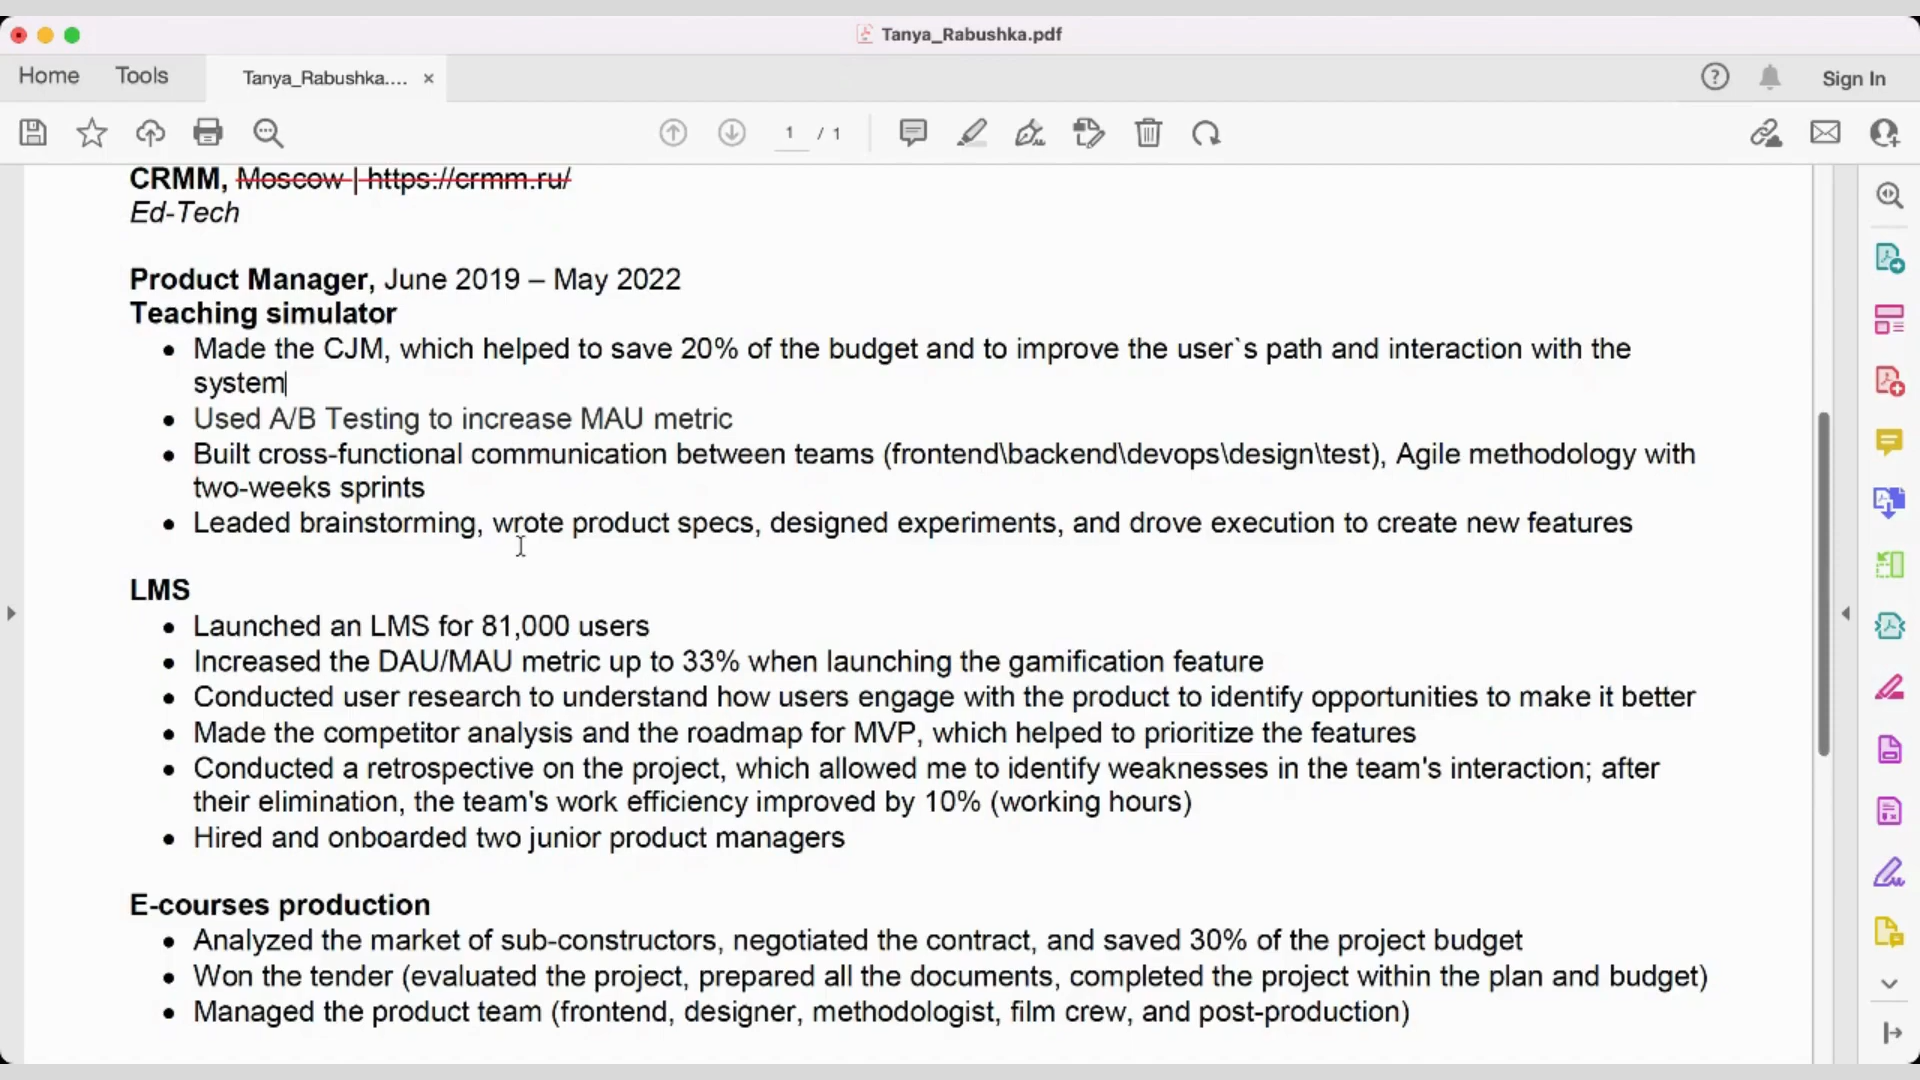 Tanya_Rabushka.pdf
Home Tools Tanya_Rabushka.... × Sign In
1 / 1
CRMM, Moscow | https://crmm.ru/
Ed-Tech
Product Manager, June 2019 – May 2022
Teaching simulator
• Made the CJM, which helped to save 20% of the budget and to improve the user`s path and interaction with the
system
• Used A/B Testing to increase MAU metric
• Built cross-functional communication between teams (frontend\backend\devops\design\test), Agile methodology with
two-weeks sprints
• Leaded brainstorming, wrote product specs, designed experiments, and drove execution to create new features
LMS
• Launched an LMS for 81,000 users
• Increased the DAU/MAU metric up to 33% when launching the gamification feature
• Conducted user research to understand how users engage with the product to identify opportunities to make it better
• Made the competitor analysis and the roadmap for MVP, which helped to prioritize the features
• Conducted a retrospective on the project, which allowed me to identify weaknesses in the team's interaction; after
their elimination, the team's work efficiency improved by 10% (working hours)
• Hired and onboarded two junior product managers
E-courses production
• Analyzed the market of sub-constructors, negotiated the contract, and saved 30% of the project budget
• Won the tender (evaluated the project, prepared all the documents, completed the project within the plan and budget)
• Managed the product team (frontend, designer, methodologist, film crew, and post-production)